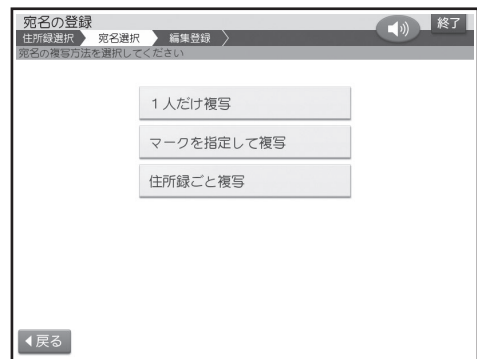 宛名の登録
終了
住所録選択 宛名選択 編集登録
宛名の複写方法を選択してください
1人だけ複写
マークを指定して複写
住所録ごと複写
戻る